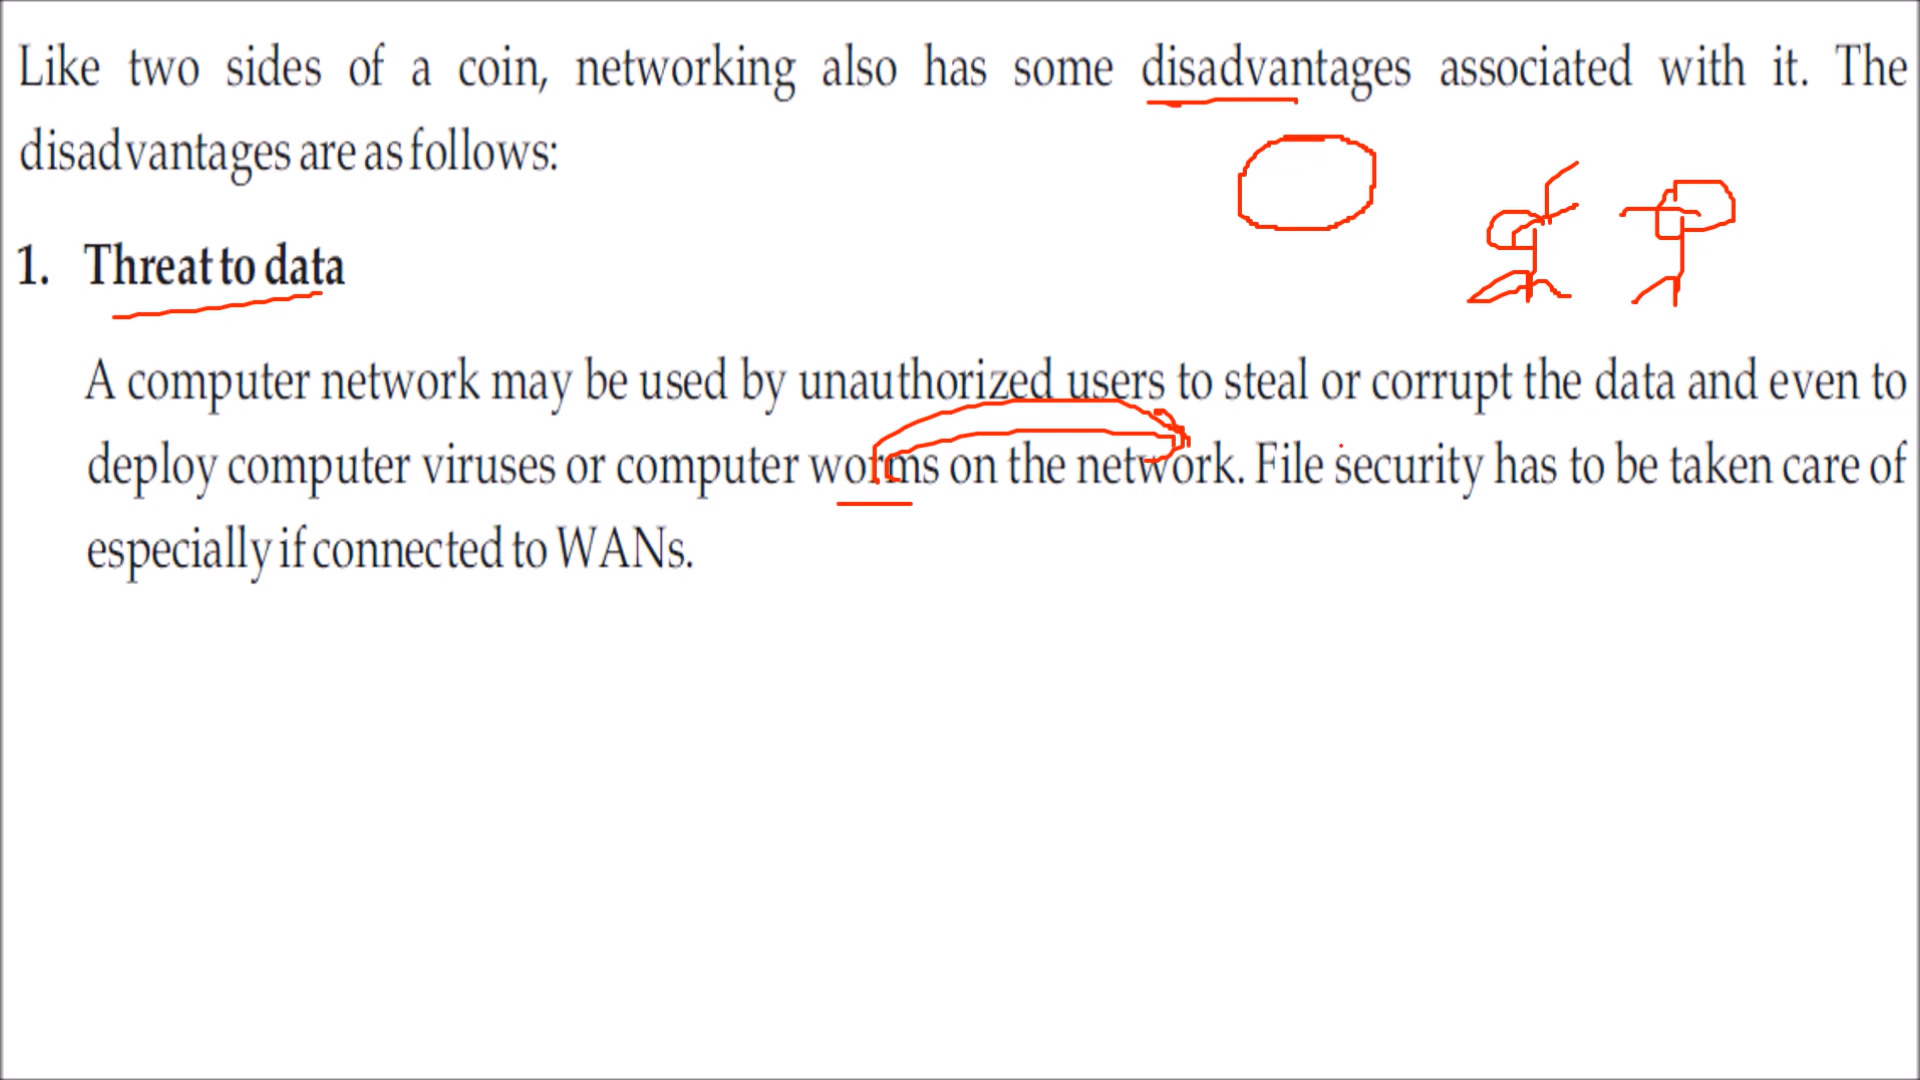 Like two sides of a coin, networking also has some disadvantages associated with it. The
disadvantages are as follows:
1. Threat to data
A computer network may be used by unauthorized users to steal or corrupt the data and even to
deploy computer viruses or computer worms on the network. File security has to be taken care of
especially if connected to WANs.